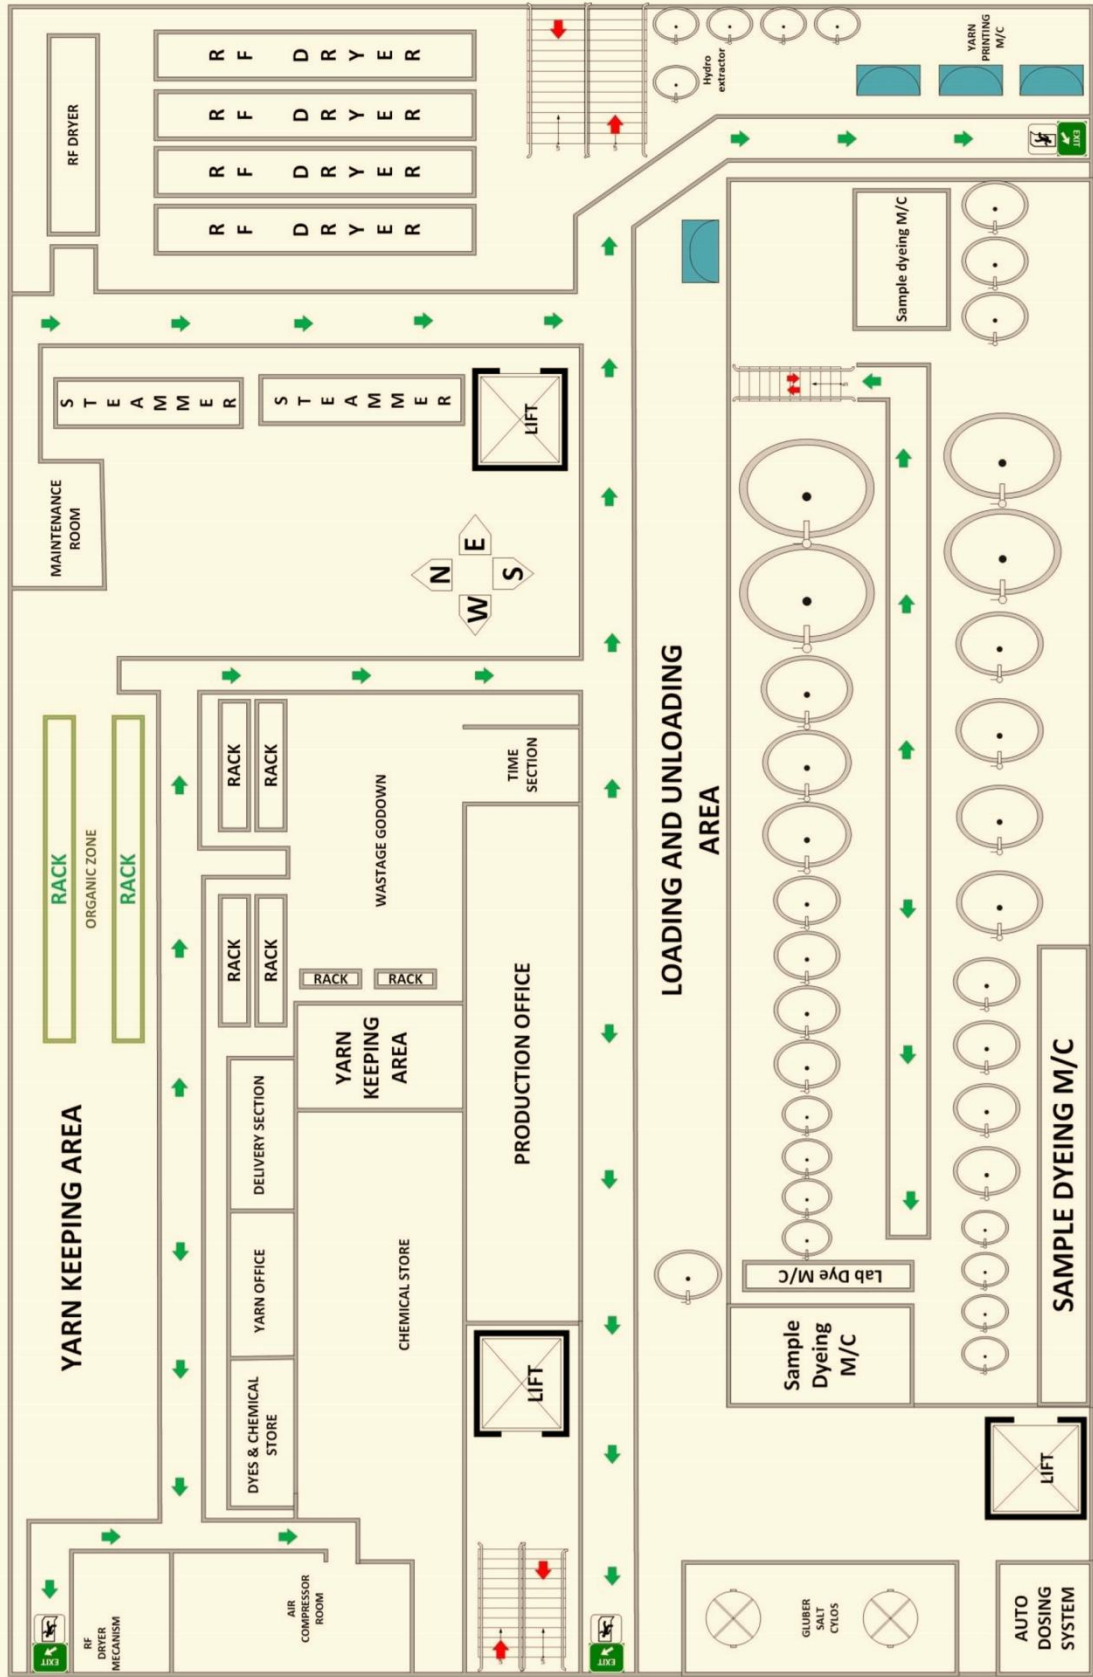 RF DRYER
R F D R Y E R
R F D R Y E R
R F D R Y E R
R F D R Y E R
Hydro
extractor
YARN
PRINTING
M/C
EXIT
Sample dyeing M/C
S T E A M M E R
S T E A M M E R
LIFT
MAINTENANCE
ROOM
N
E
S
W
RACK
ORGANIC ZONE
RACK
RACK
RACK
RACK
RACK
RACK
RACK
WASTAGE GODOWN
TIME
SECTION
LOADING AND UNLOADING
AREA
YARN KEEPING AREA
YARN
KEEPING
AREA
DELIVERY SECTION
YARN OFFICE
DYES & CHEMICAL
STORE
CHEMICAL STORE
PRODUCTION OFFICE
LIFT
Lab Dye M/C
Sample
Dyeing
M/C
SAMPLE DYEING M/C
LIFT
EXIT
RF
DRYER
MECANISM
AIR
COMPRESSOR
ROOM
EXIT
GLUBER
SALT
CYLOS
AUTO
DOSING
SYSTEM